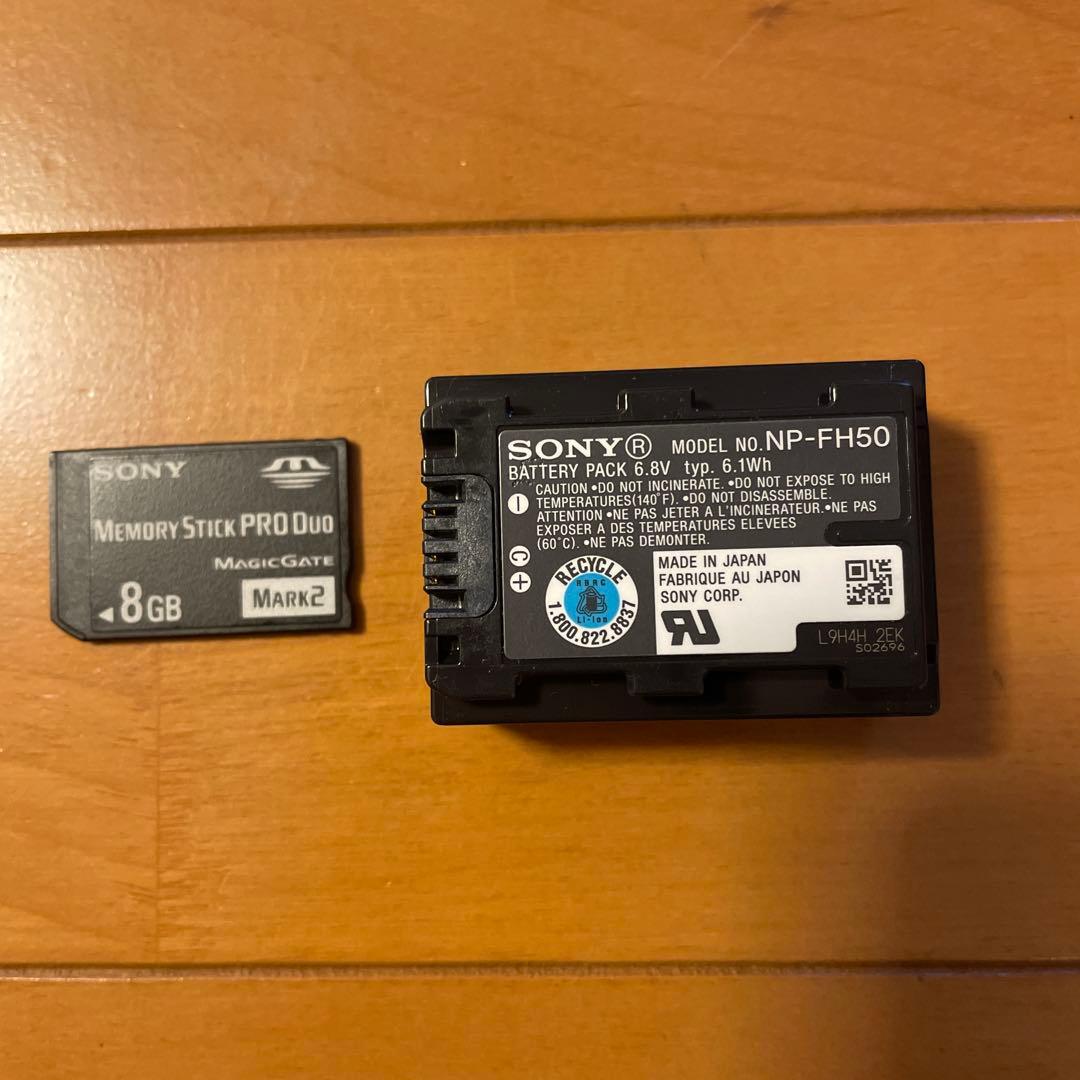 SONY
MEMORY STICK PRO DUO
MAGICGATE
8GB
MARK2
SONY® MODEL NO.NP-FH50
BATTERY PACK 6.8V typ. 6.1Wh
CAUTION •DO NOT INCINERATE. •DO NOT EXPOSE TO HIGH
TEMPERATURES(140°F). •DO NOT DISASSEMBLE.
ATTENTION •NE PAS JETER A L'INCINERATEUR.•NE PAS
EXPOSER A DES TEMPERATURES ELEVEES
(60°C). •NE PAS DEMONTER.
C
RECYCLE
RBRC
Li-Ion
1.800.822.8837
MADE IN JAPAN
FABRIQUE AU JAPON
SONY CORP.
L9H4H 2EK
S02696